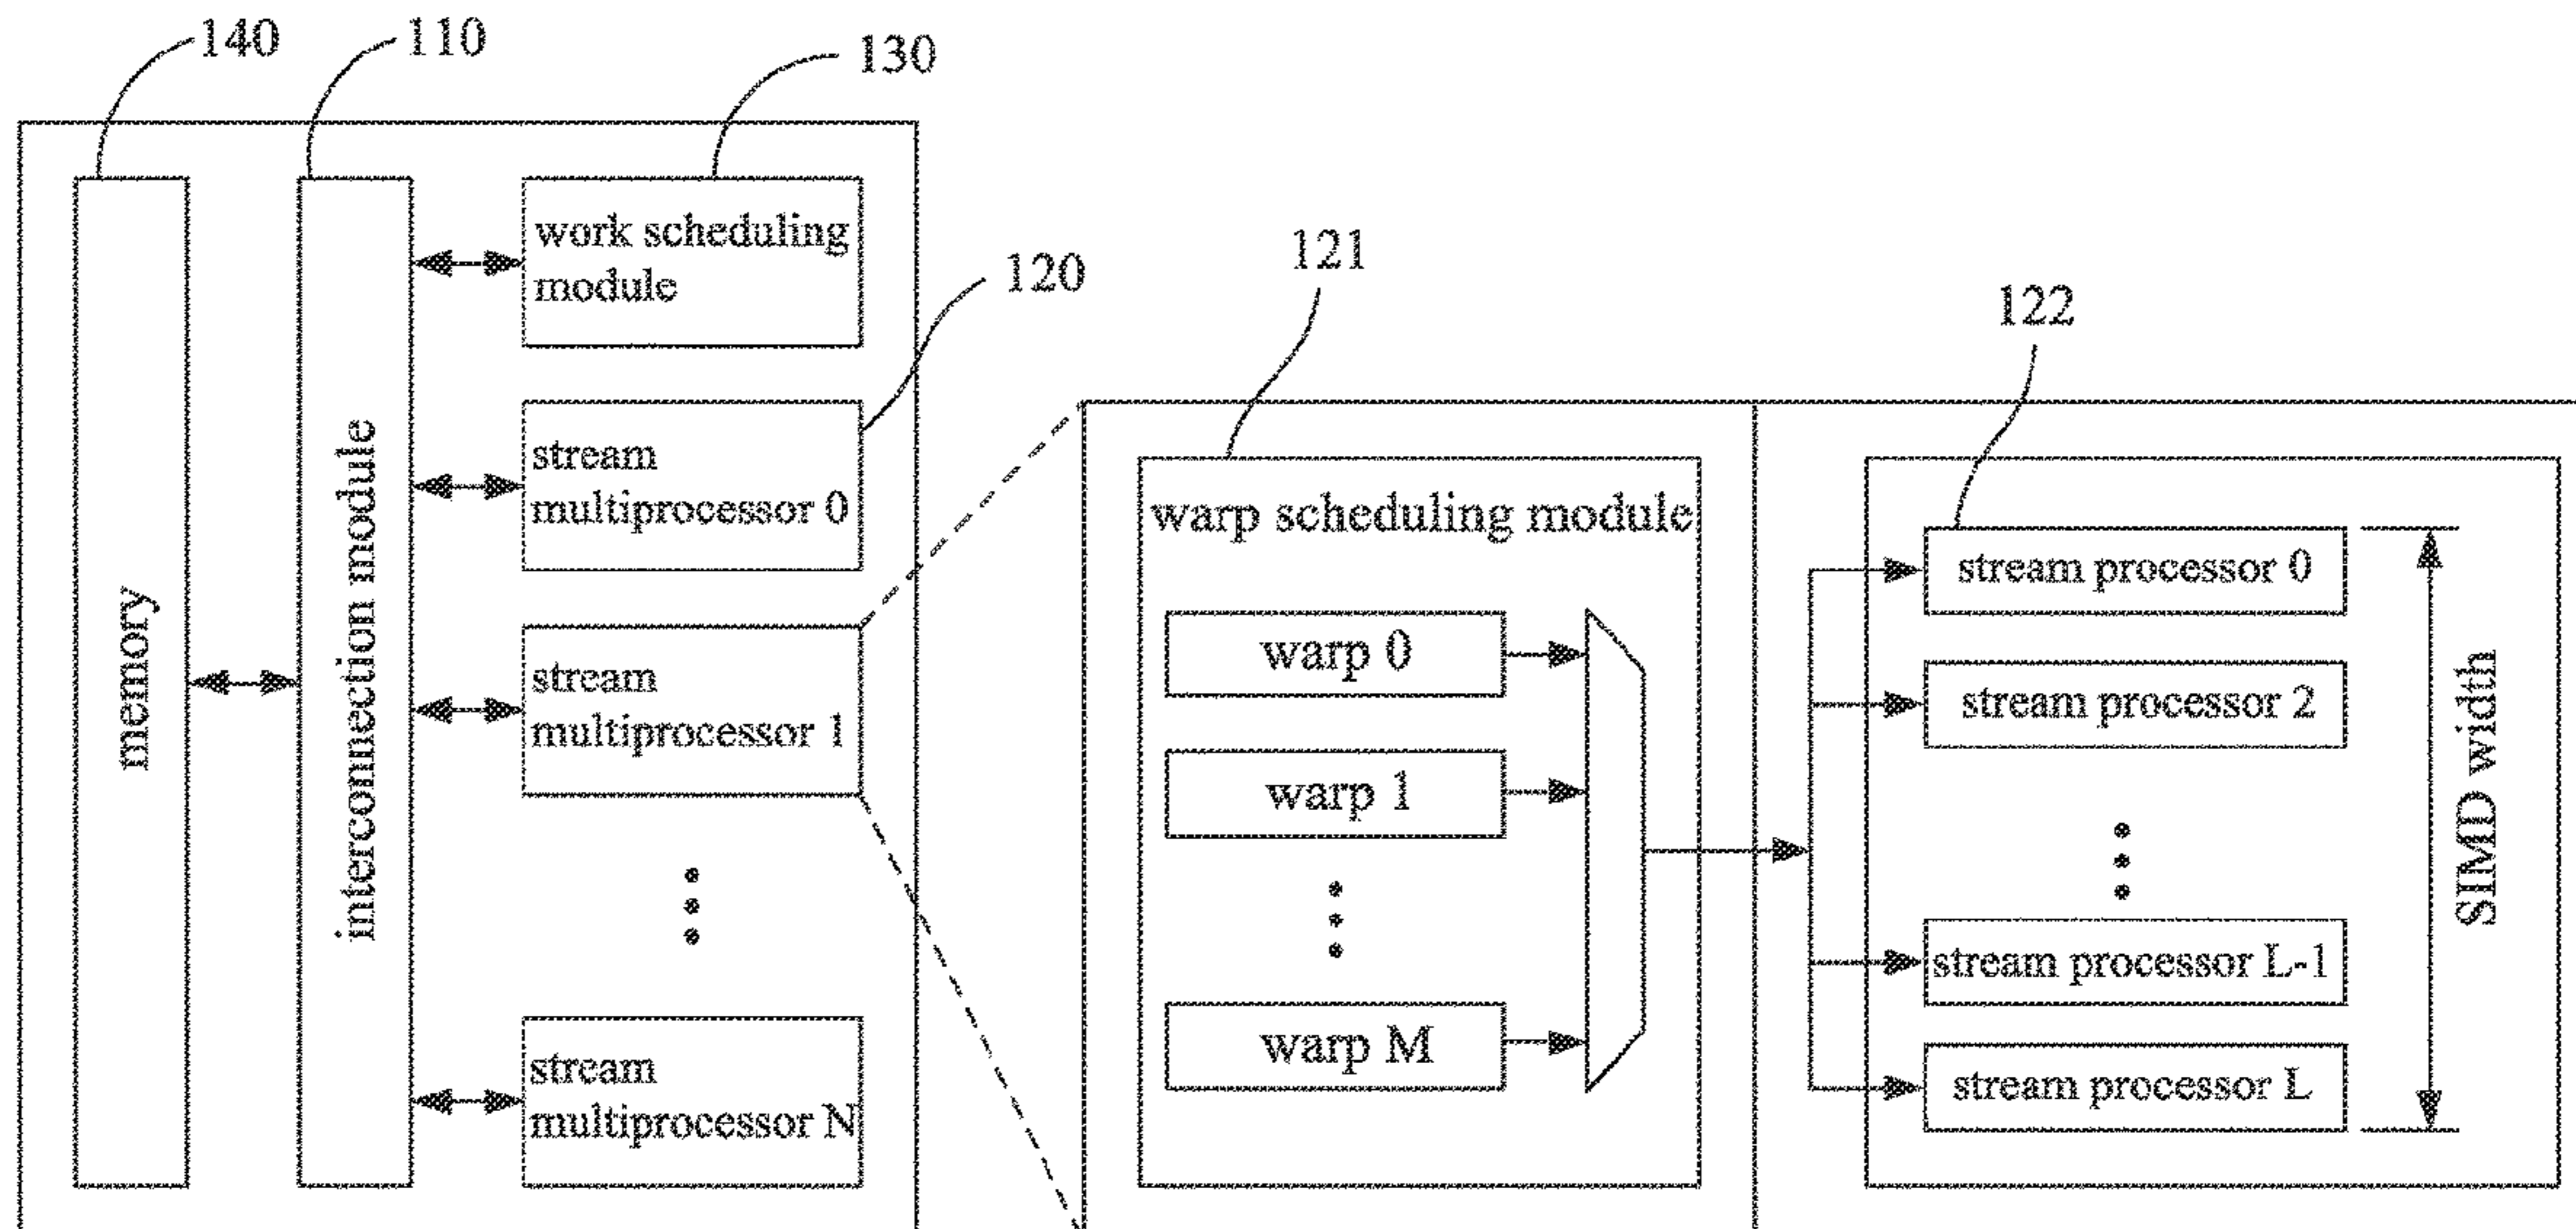 140
110
130
120
121
122
memory
interconnection module
work scheduling
module
stream
multiprocessor 0
stream
multiprocessor 1
stream
multiprocessor N
warp scheduling module
warp 0
warp 1
warp M
stream processor 0
stream processor 2
stream processor L-1
stream processor L
SIMD width